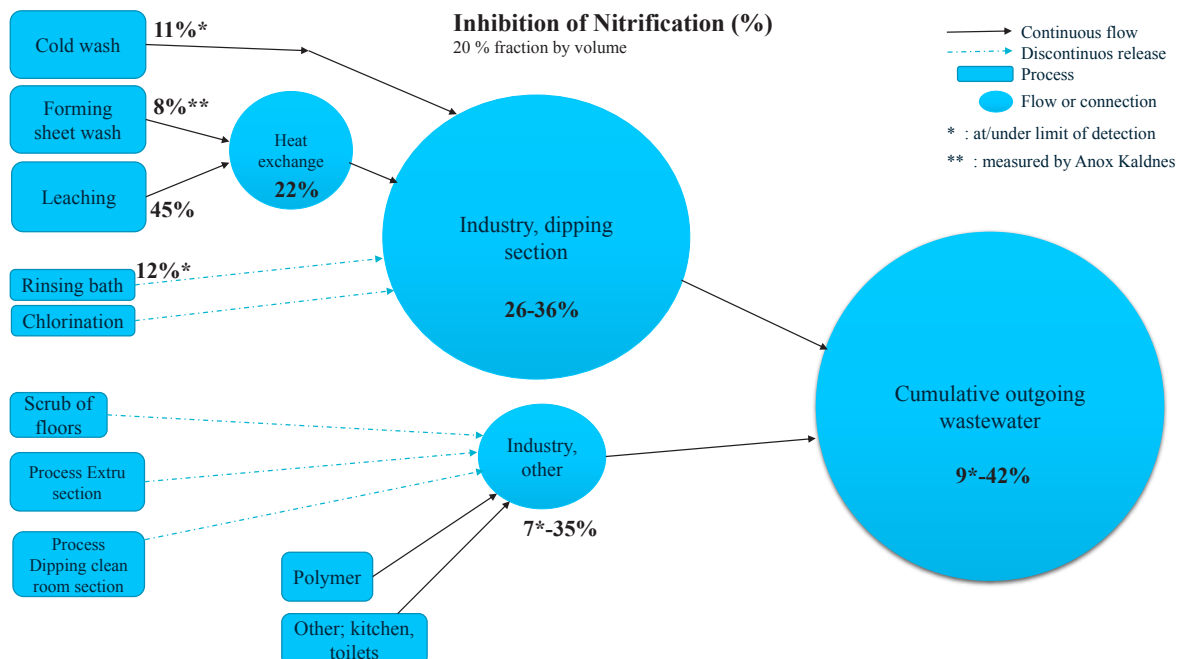 Inhibition of Nitrification (%)
20 % fraction by volume
Continuous flow
Discontinuos release
Process
Flow or connection
* : at/under limit of detection
** : measured by Anox Kaldnes
Cold wash
11%*
Forming
sheet wash
8%**
Leaching
45%
Heat
exchange
22%
Rinsing bath
12%*
Chlorination
Industry, dipping
section
26-36%
Scrub of
floors
Process Extru
section
Process
Dipping clean
room section
Industry,
other
7*-35%
Polymer
Other; kitchen,
toilets
Cumulative outgoing
wastewater
9*-42%